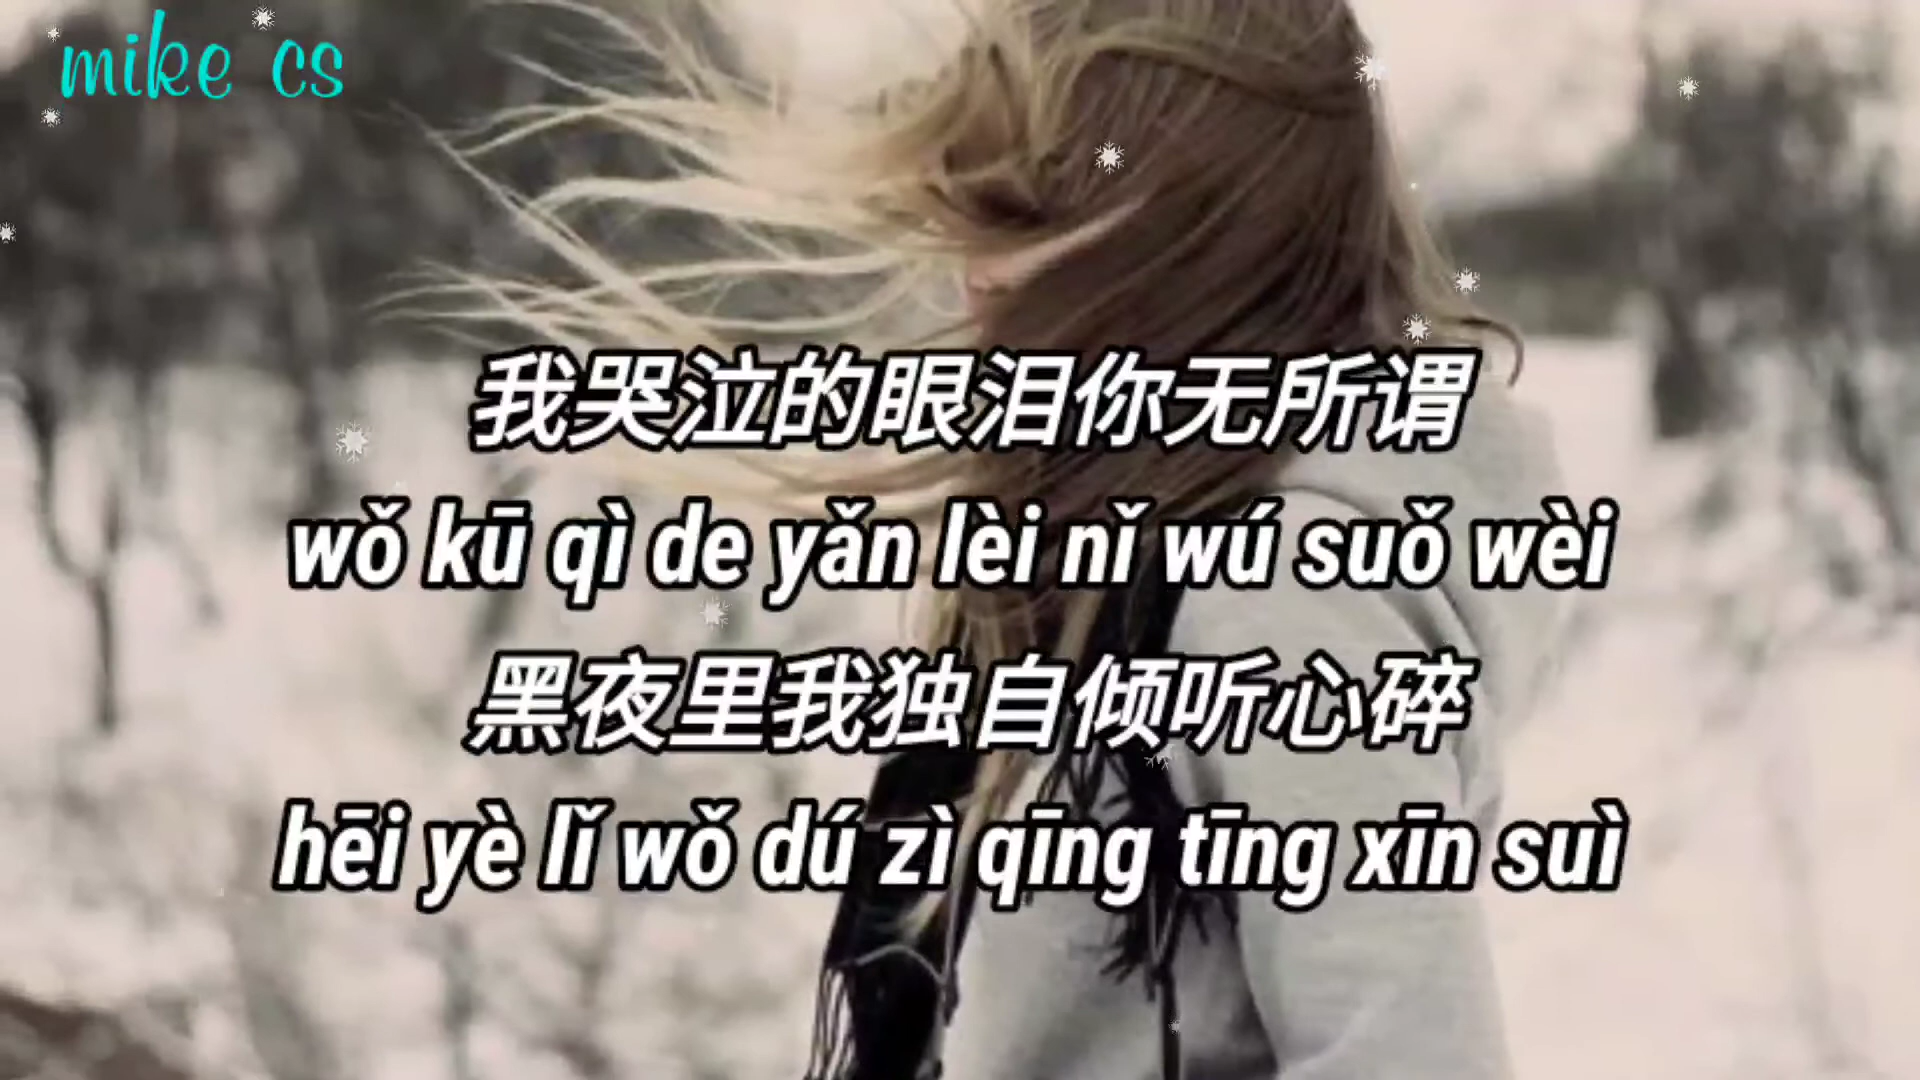 mike cs
我哭泣的眼泪你无所谓
wǒ kū qì de yǎn lèi nǐ wú suǒ wèi
黑夜里我独自倾听心碎
hēi yè lǐ wǒ dú zì qīng tīng xīn suì